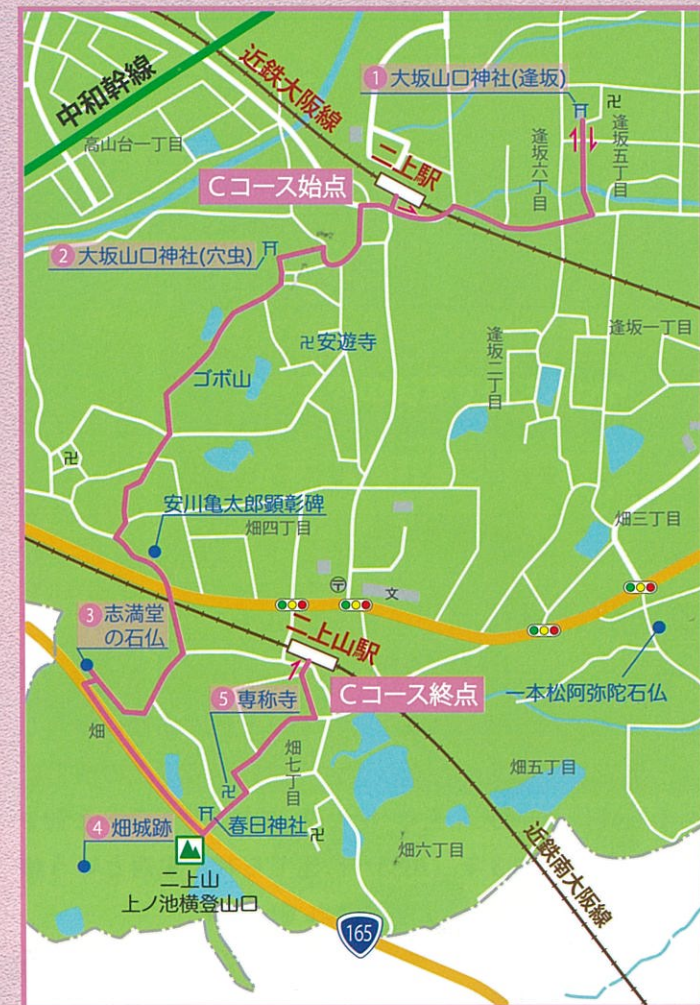 中和幹線
近鉄大阪線
1 大坂山口神社(逢坂)
卍
高山台一丁目
二上駅
逢坂六丁目
逢坂五丁目
Cコース始点
2 大坂山口神社(穴虫)
逢坂一丁目
逢坂二丁目
卍安遊寺
ゴボ山
卍
安川亀太郎顕彰碑
畑四丁目
畑三丁目
〒
文
3 志満堂
の石仏
二上山駅
5 専称寺
Cコース終点
一本松阿弥陀石仏
畑
畑七丁目
畑五丁目
卍
4 畑城跡
春日神社
卍
畑六丁目
近鉄南大阪線
二上山
上ノ池横登山口
165